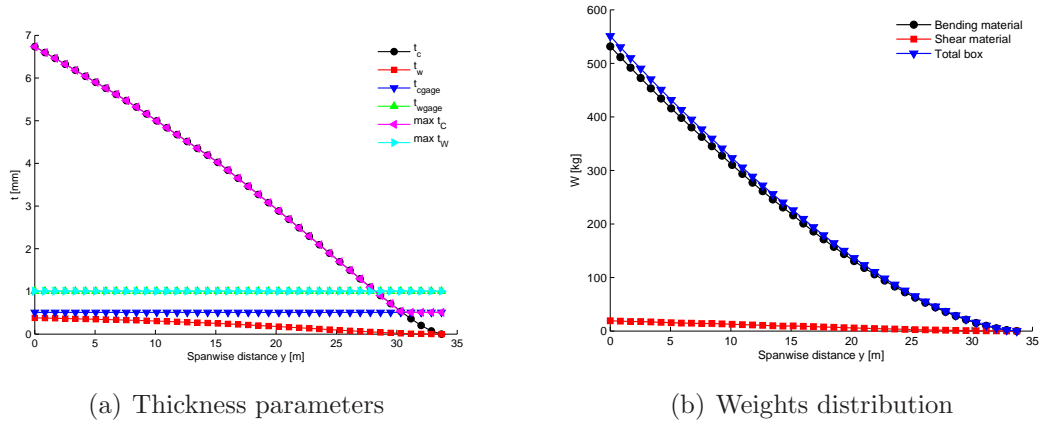 7
6
5
4
3
2
1
0
t [mm]
0 5 10 15 20 25 30 35
Spanwise distance y [m]
t_c
t_w
t_cgage
t_wgage
max t_C
max t_W
(a) Thickness parameters
600
500
400
300
200
100
0
W [kg]
0 5 10 15 20 25 30 35
Spanwise distance y [m]
Bending material
Shear material
Total box
(b) Weights distribution